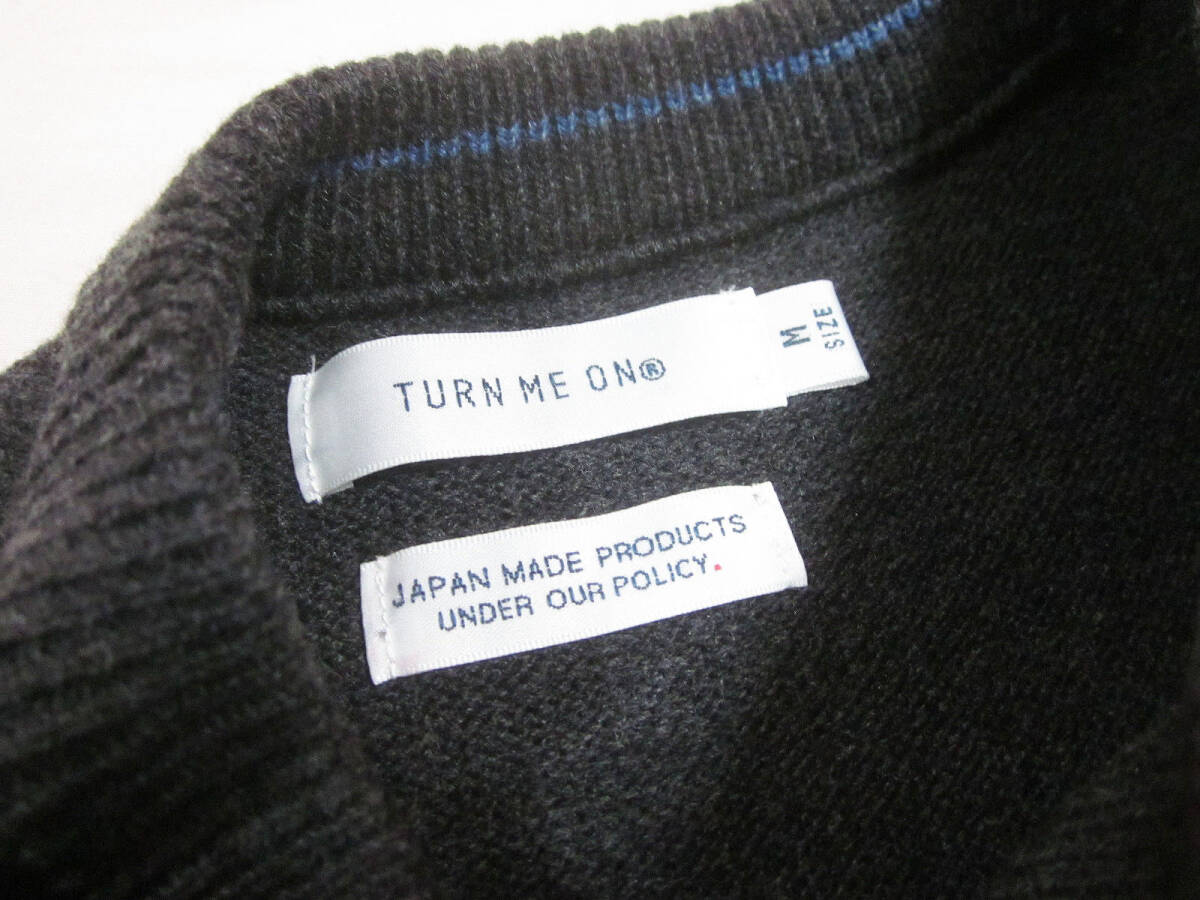 TURN ME ON®
M
SIZE
JAPAN MADE PRODUCTS
UNDER OUR POLICY.